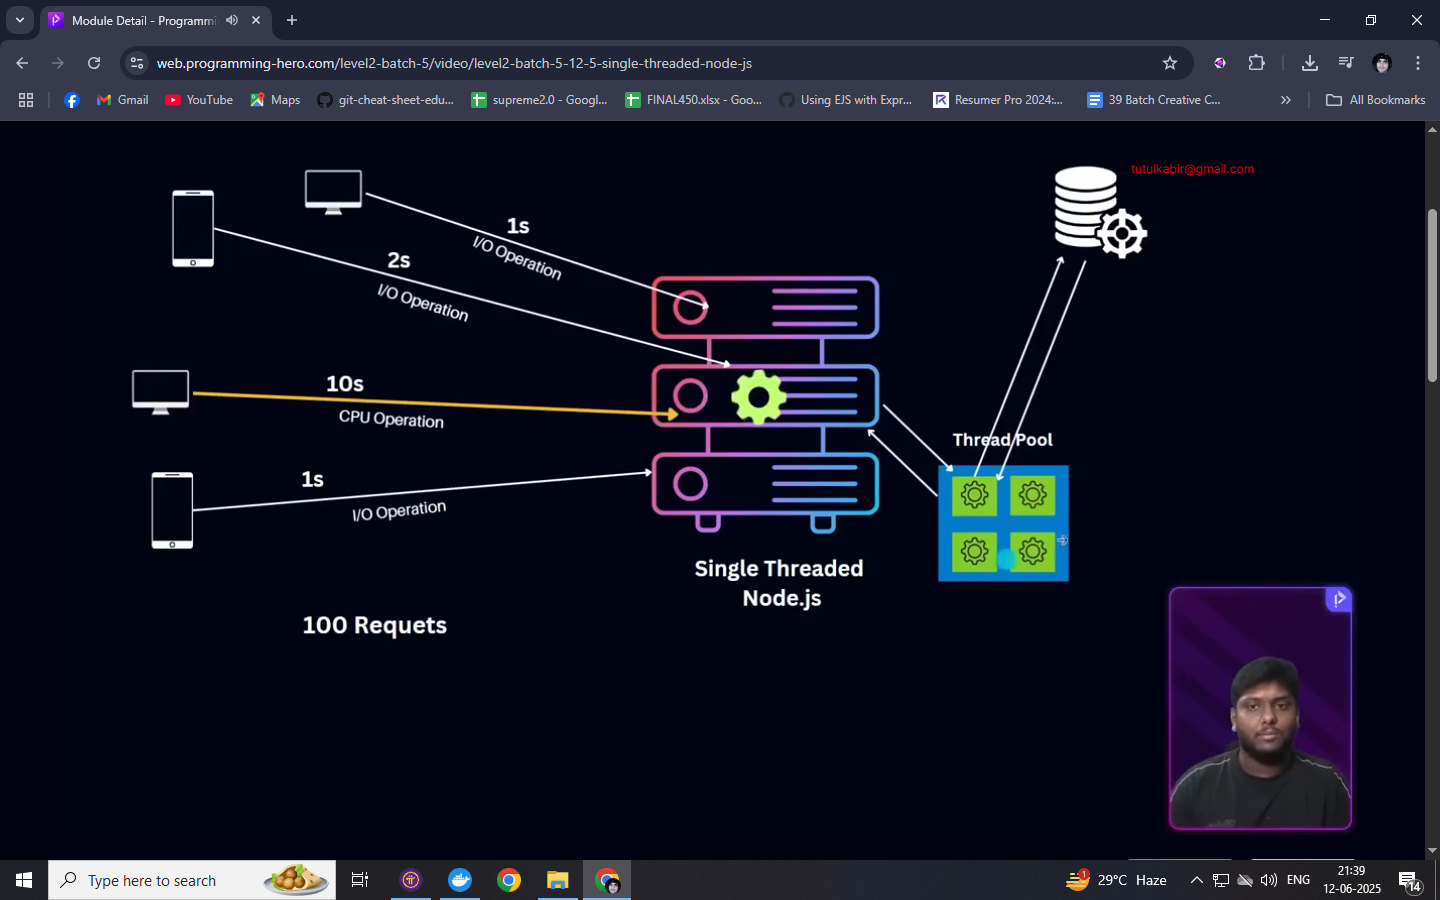 Module Detail - Programmi
web.programming-hero.com/level2-batch-5/video/level2-batch-5-12-5-single-threaded-node-js
Gmail
YouTube
Maps
git-cheat-sheet-edu...
supreme2.0 - Googl...
FINAL450.xlsx - Goo...
Using EJS with Expr...
Resumer Pro 2024:...
39 Batch Creative C...
All Bookmarks
tutulkabir@gmail.com
1s
I/O Operation
2s
I/O Operation
10s
CPU Operation
Thread Pool
1s
I/O Operation
Single Threaded
Node.js
100 Requets
Type here to search
1
29°C Haze
ENG
21:39
12-06-2025
14